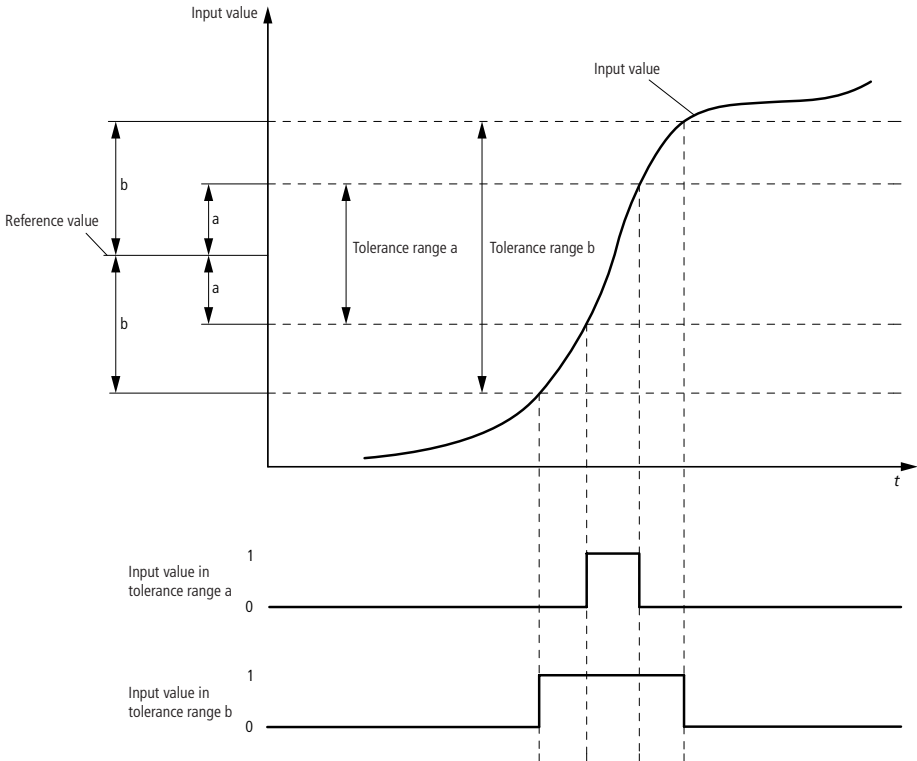 Input value
Input value
b
a
Reference value
Tolerance range a
Tolerance range b
a
b
t
1
Input value in
tolerance range a
0
1
Input value in
tolerance range b
0